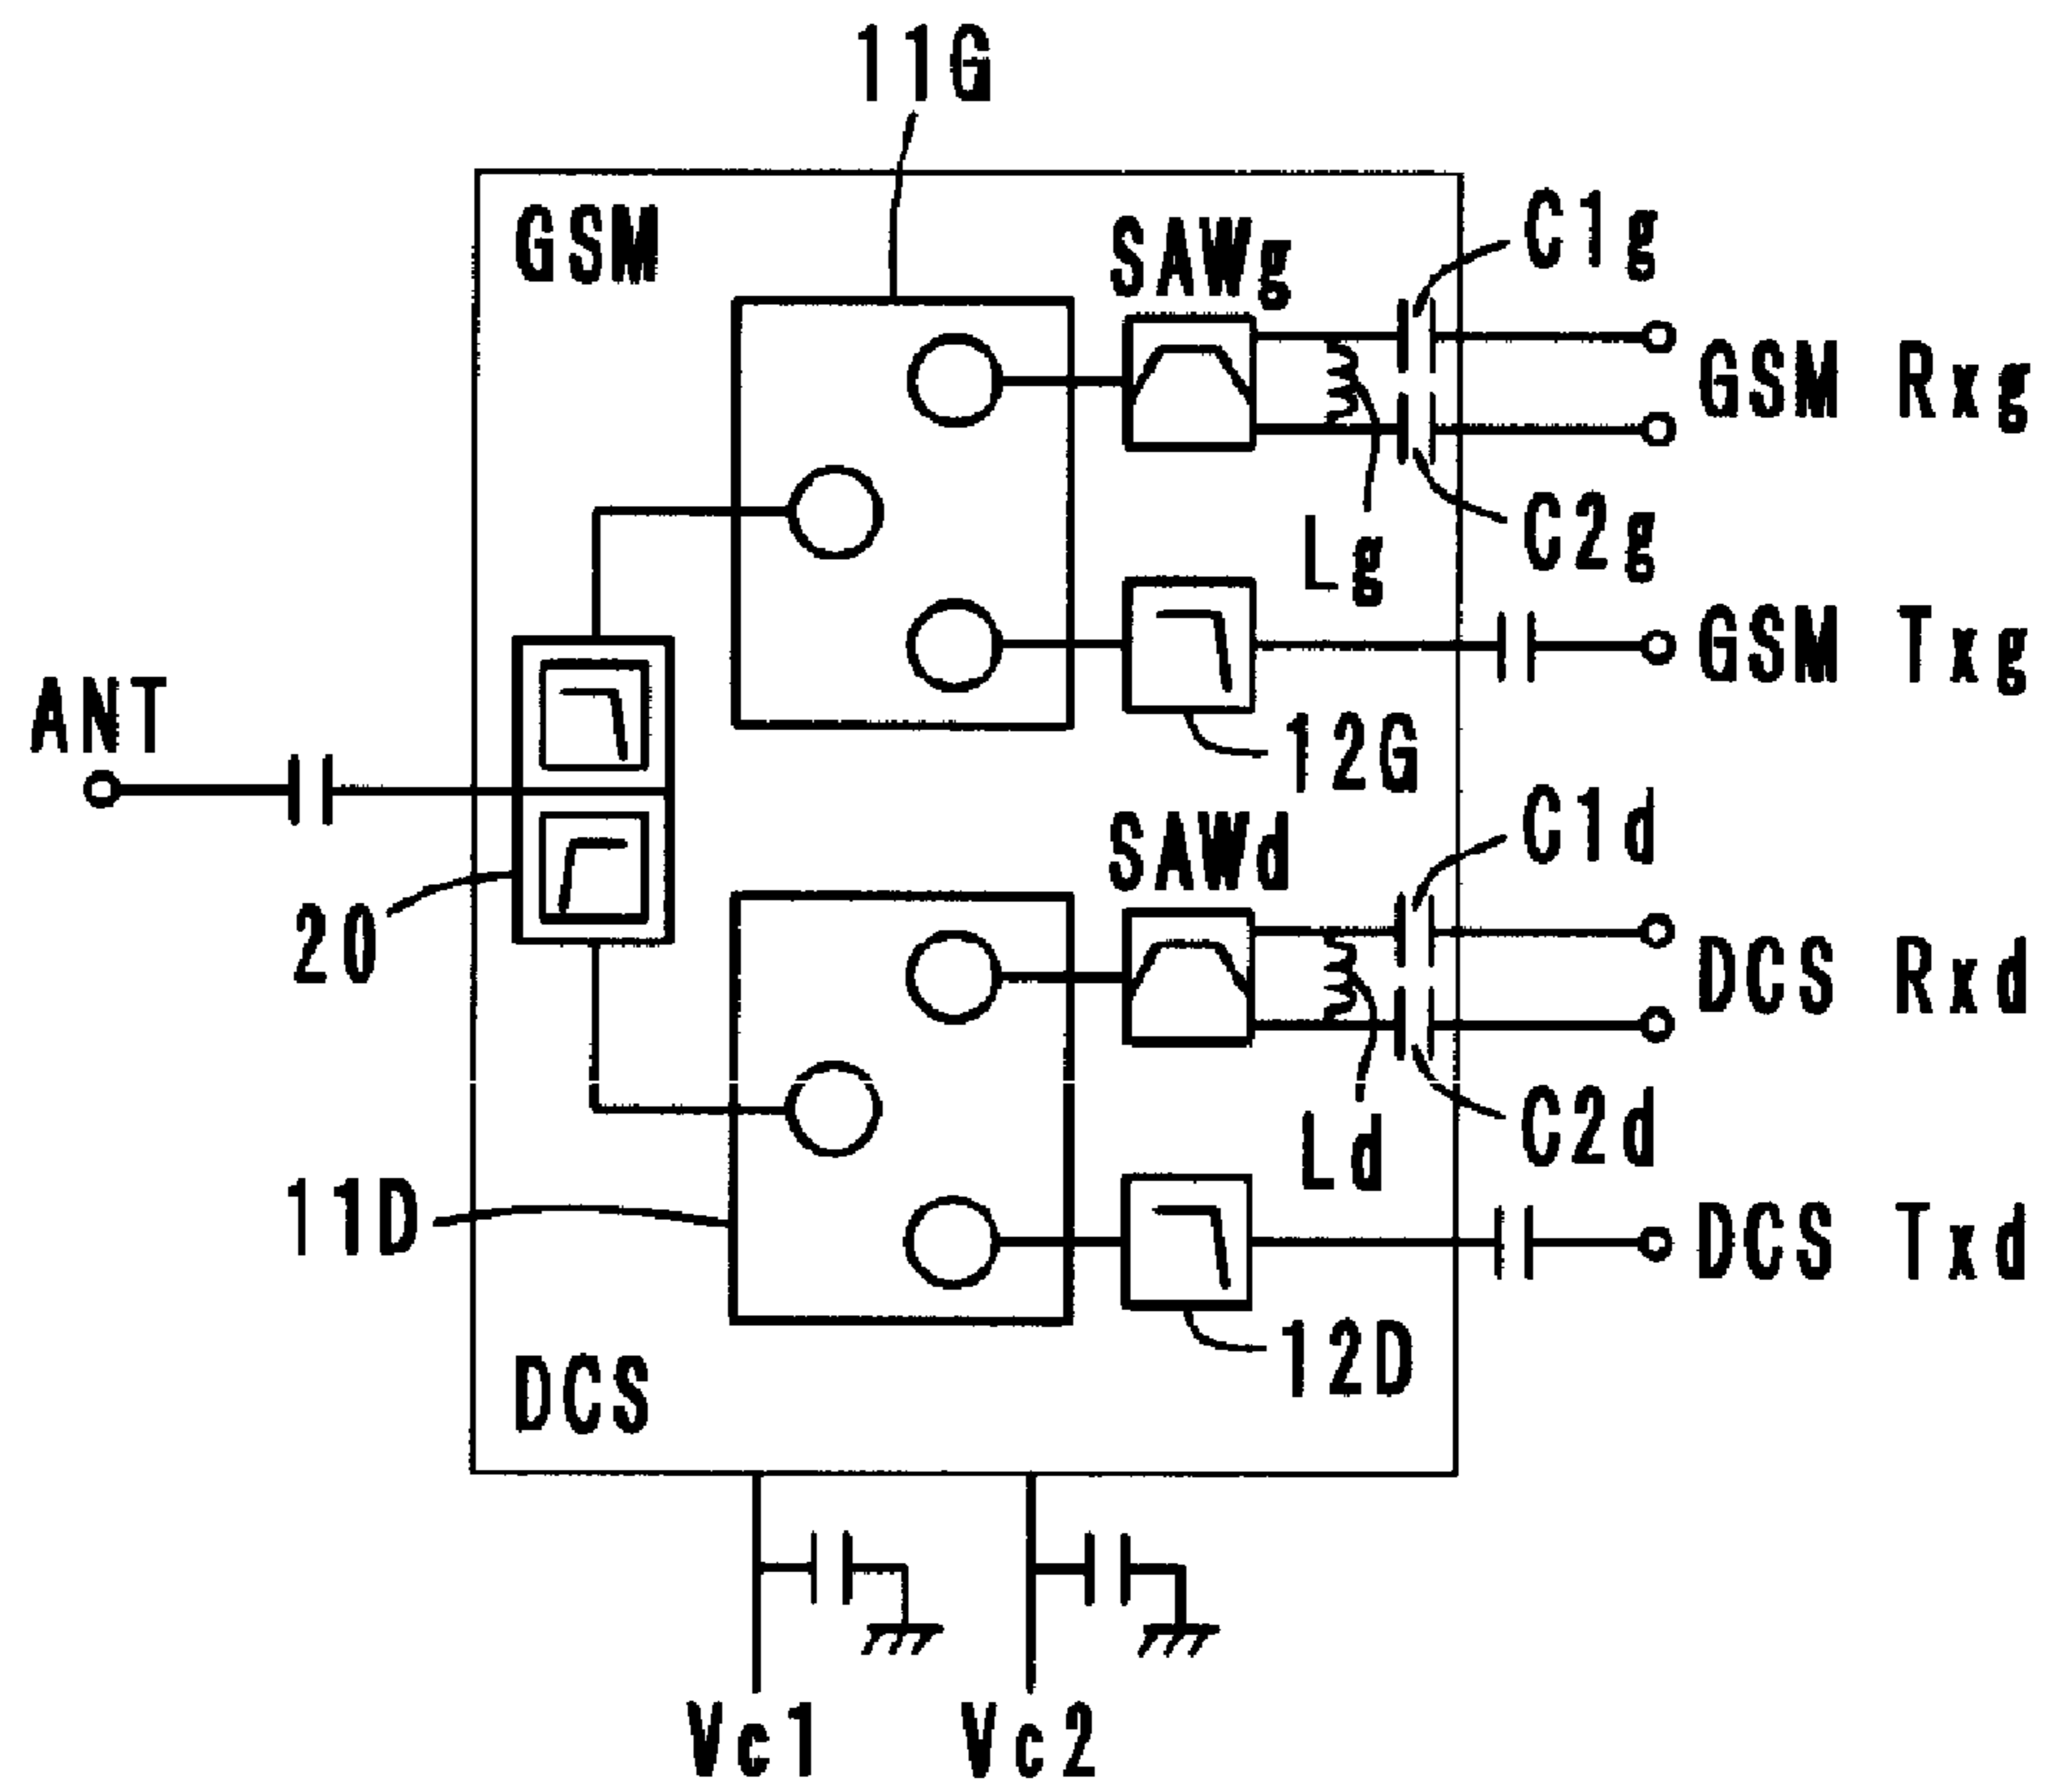 11G
GSM
SAWg
C1g
GSM Rxg
C2g
Lg
GSM Txg
12G
ANT
20
SAWd
C1d
DCS Rxd
C2d
Ld
11D
DCS Txd
12D
DCS
Vc1
Vc2